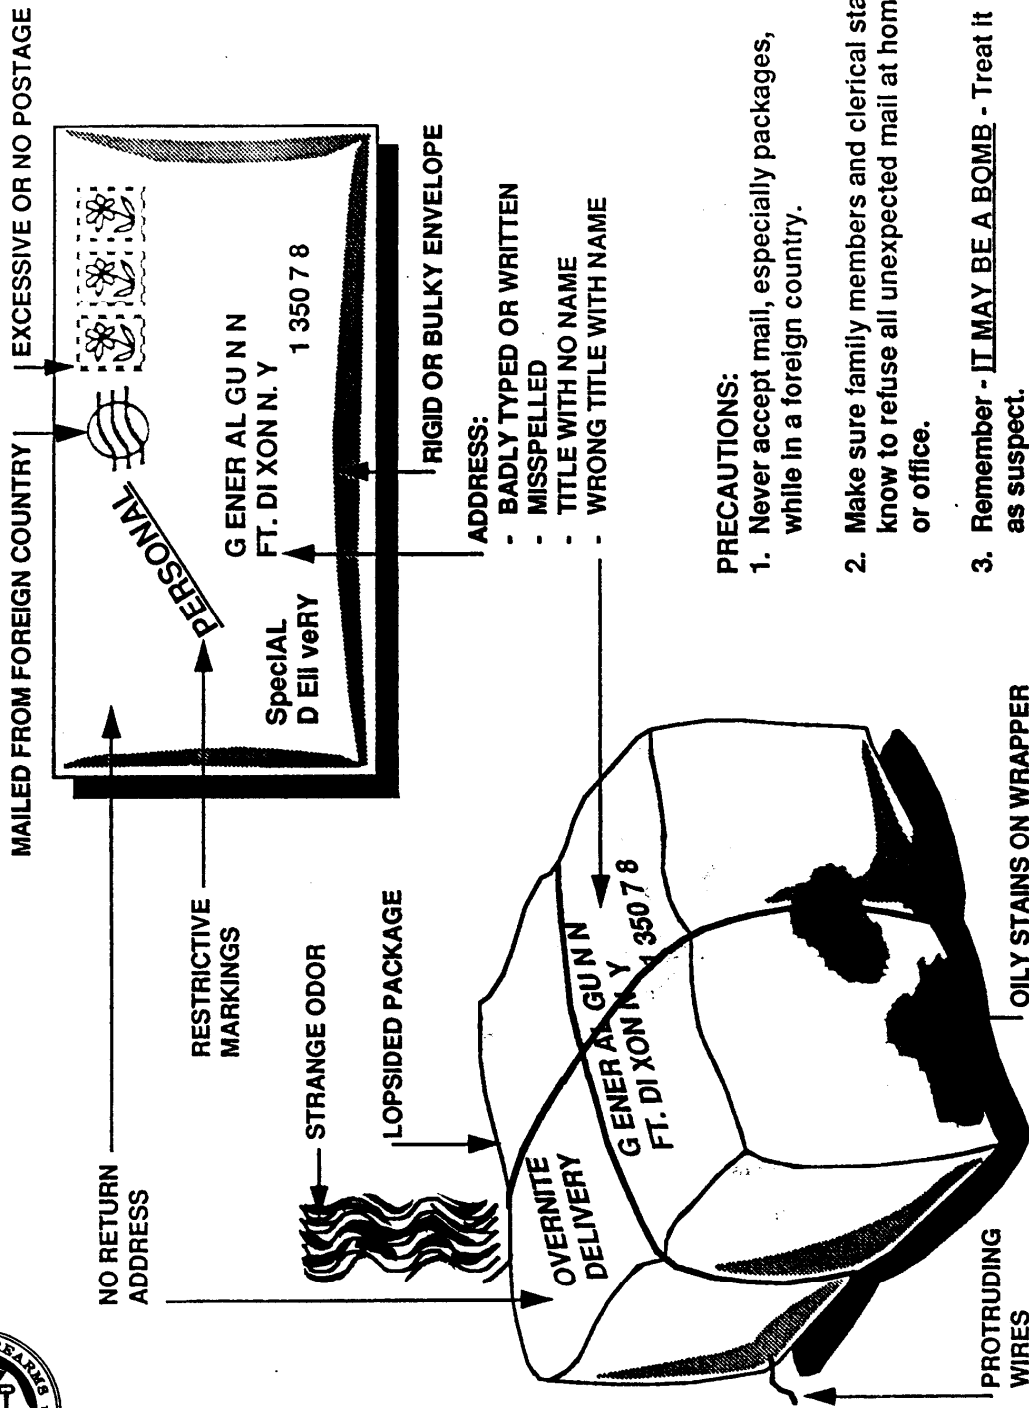 MAILED FROM FOREIGN COUNTRY
EXCESSIVE OR NO POSTAGE
NO RETURN
ADDRESS
RESTRICTIVE
MARKINGS
PERSONAL
G ENER AL GU N N
FT. DI XON N. Y
1 350 7 8
SpecIAL
D ElI veRY
RIGID OR BULKY ENVELOPE
ADDRESS:
- BADLY TYPED OR WRITTEN
- MISSPELLED
- TITLE WITH NO NAME
- WRONG TITLE WITH NAME
STRANGE ODOR
LOPSIDED PACKAGE
OVERNITE
DELIVERY
G ENER AL GU N N
FT. DI XON N. Y
1 350 7 8
PROTRUDING
WIRES
OILY STAINS ON WRAPPER
PRECAUTIONS:
1. Never accept mail, especially packages,
while in a foreign country.
2. Make sure family members and clerical sta
know to refuse all unexpected mail at hom
or office.
3. Remember - IT MAY BE A BOMB - Treat it
as suspect.